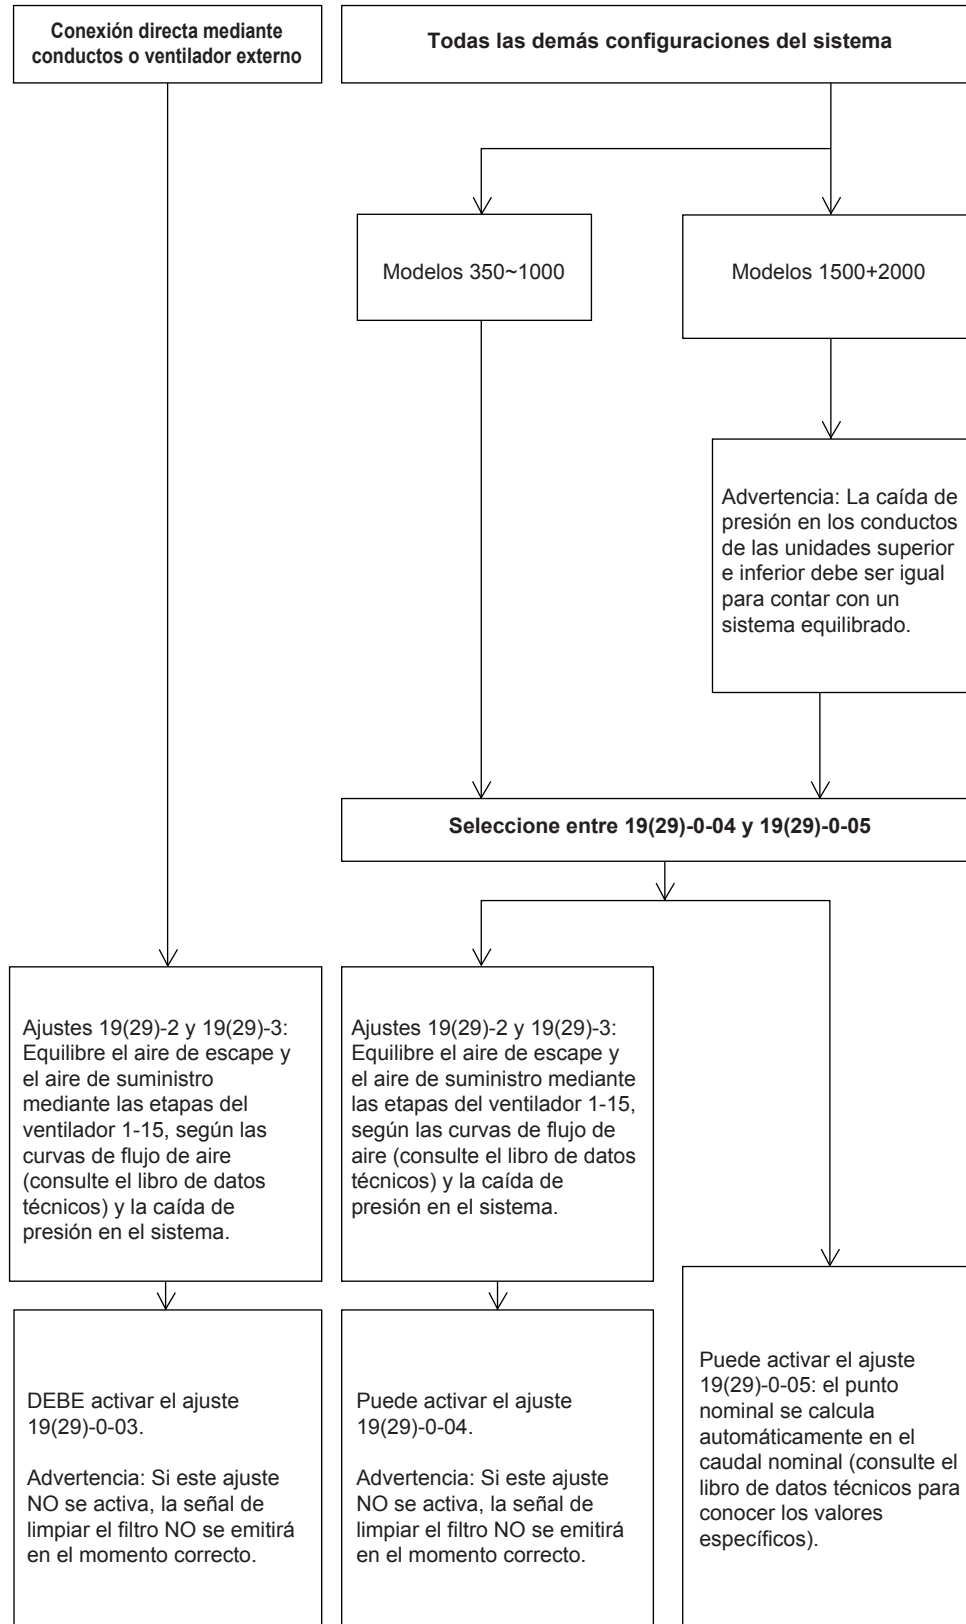 Conexión directa mediante
conductos o ventilador externo
Todas las demás configuraciones del sistema
Modelos 350~1000
Modelos 1500+2000
Advertencia: La caída de
presión en los conductos
de las unidades superior
e inferior debe ser igual
para contar con un
sistema equilibrado.
Seleccione entre 19(29)-0-04 y 19(29)-0-05
Ajustes 19(29)-2 y 19(29)-3:
Equilibre el aire de escape y
el aire de suministro
mediante las etapas del
ventilador 1-15, según las
curvas de flujo de aire
(consulte el libro de datos
técnicos) y la caída de
presión en el sistema.
Ajustes 19(29)-2 y 19(29)-3:
Equilibre el aire de escape y
el aire de suministro mediante
las etapas del ventilador 1-15,
según las curvas de flujo de
aire (consulte el libro de datos
técnicos) y la caída de
presión en el sistema.
DEBE activar el ajuste
19(29)-0-03.
Advertencia: Si este ajuste
NO se activa, la señal de
limpiar el filtro NO se emitirá
en el momento correcto.
Puede activar el ajuste
19(29)-0-04.
Advertencia: Si este ajuste
NO se activa, la señal de
limpiar el filtro NO se emitirá
en el momento correcto.
Puede activar el ajuste
19(29)-0-05: el punto
nominal se calcula
automáticamente en el
caudal nominal (consulte el
libro de datos técnicos para
conocer los valores
específicos).